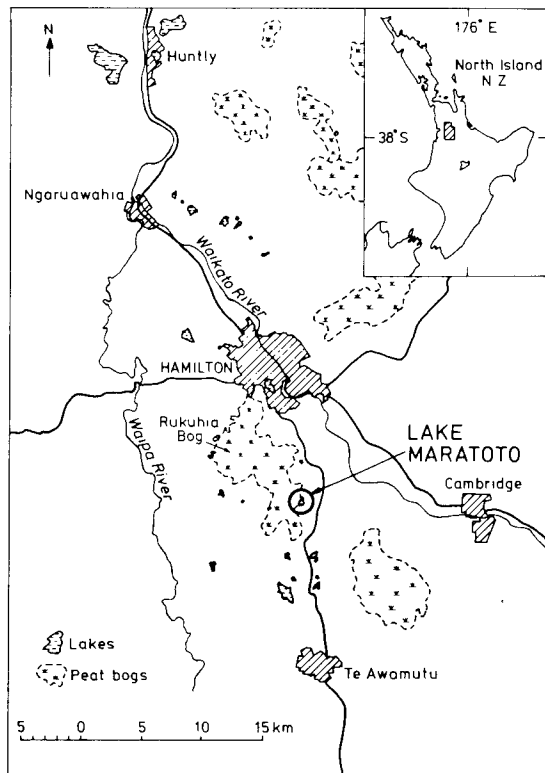 N
Huntly
176° E
North Island
N Z
38° S
Ngaruawahia
Waikato River
HAMILTON
Rukuhia
Bog
Waipa River
LAKE
MARATOTO
Cambridge
Lakes
Peat bogs
Te Awamutu
5 0 5 10 15 km